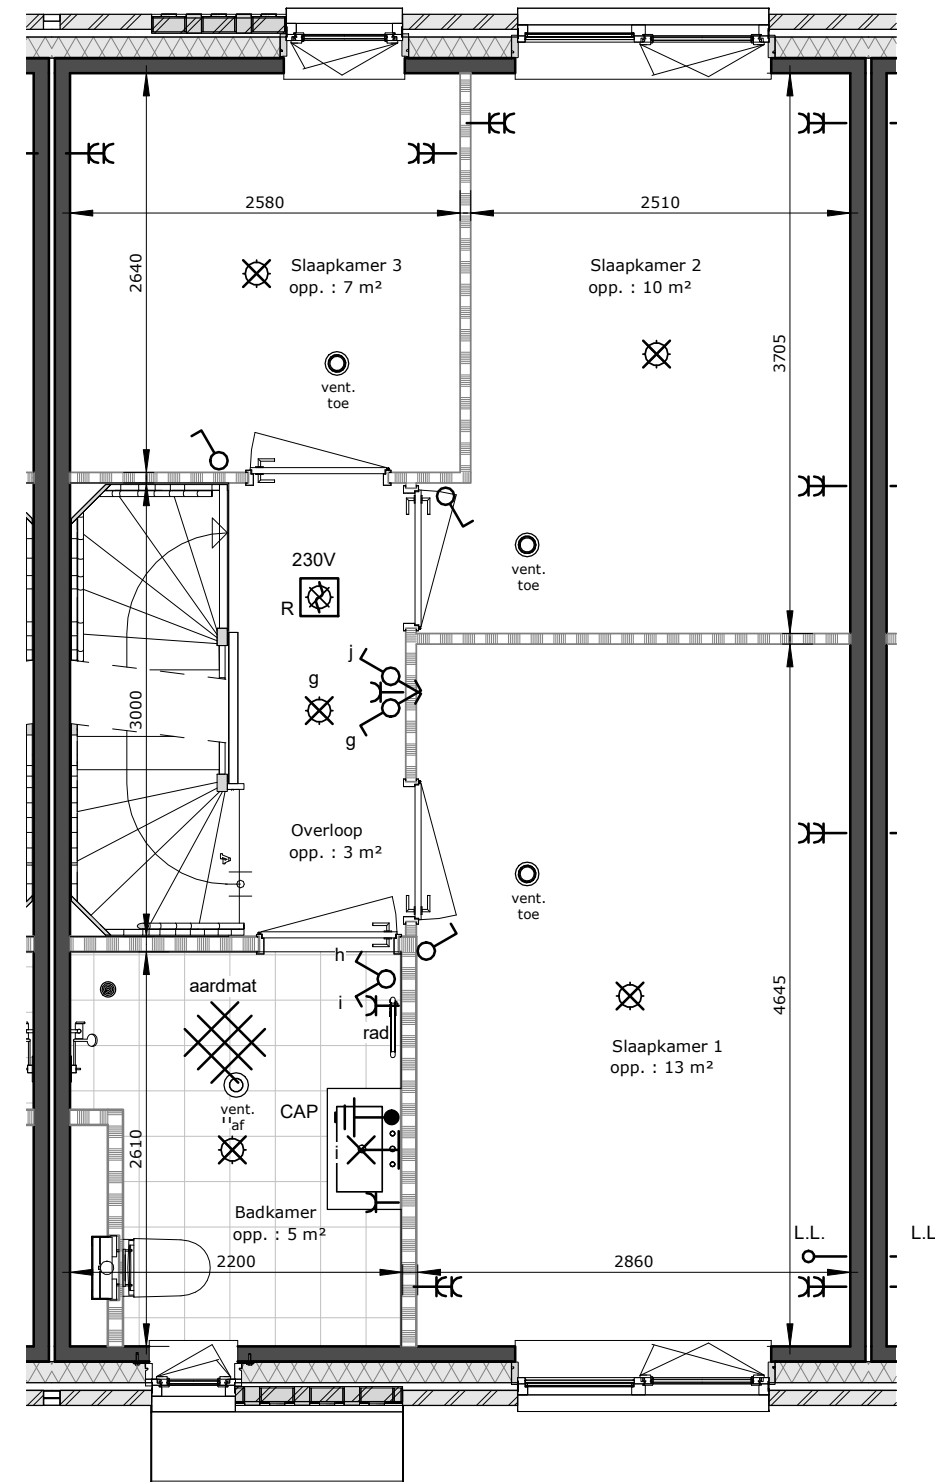 2580
2510
2640
Slaapkamer 3
opp. : 7 m²
Slaapkamer 2
opp. : 10 m²
3705
vent.
toe
230V
R
vent.
toe
j
g
g
3000
Overloop
opp. : 3 m²
A
vent.
toe
h
i
aardmat
rad
4645
Slaapkamer 1
opp. : 13 m²
CAP
vent.
af
i
2610
Badkamer
opp. : 5 m²
L.L.
L.L
2200
2860